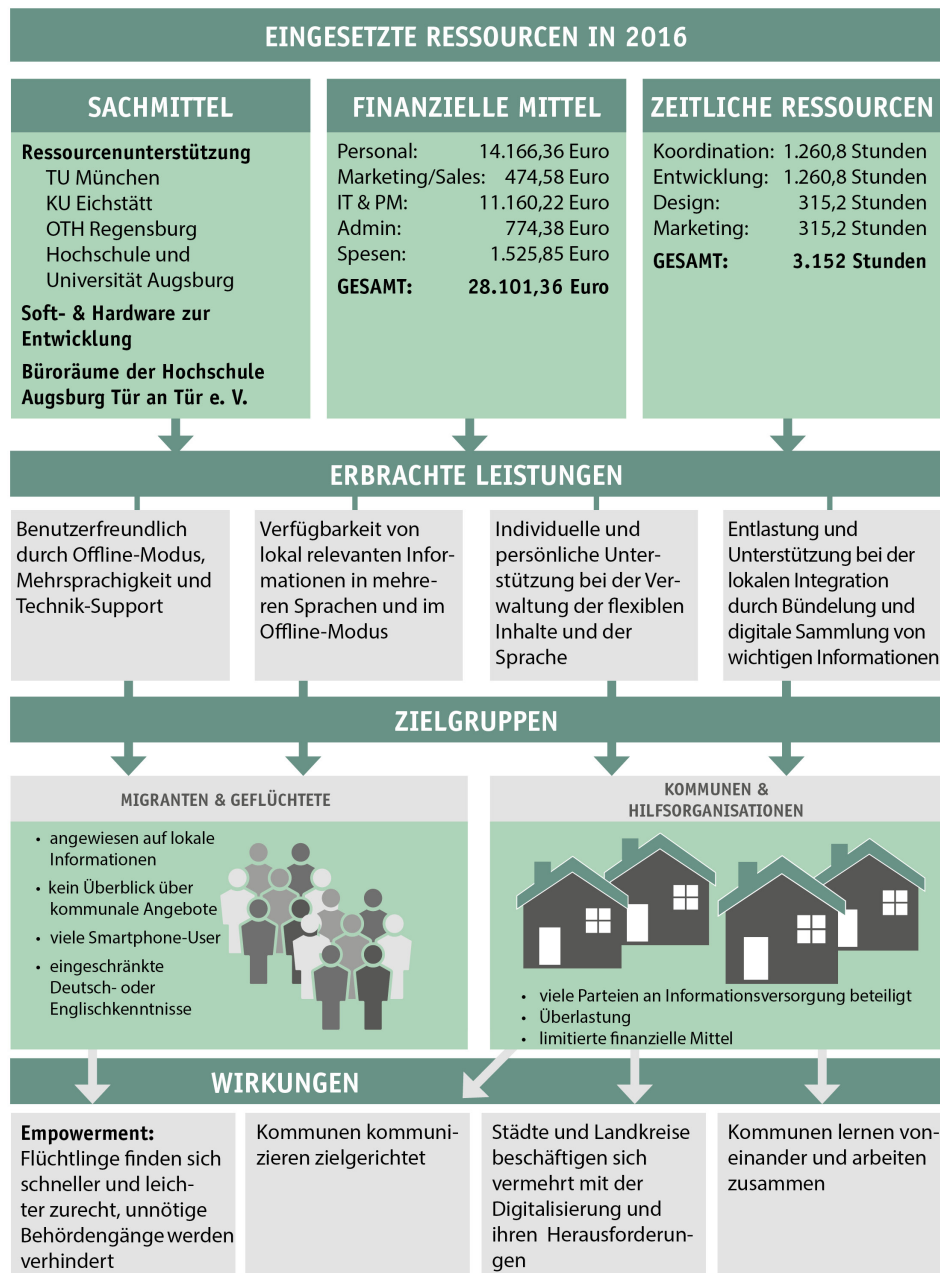 EINGESETZTE RESSOURCEN IN 2016
SACHMITTEL
Ressourcenunterstützung
TU München
KU Eichstätt
OTH Regensburg
Hochschule und
Universität Augsburg
Soft- & Hardware zur
Entwicklung
Büroräume der Hochschule
Augsburg Tür an Tür e. V.
FINANZIELLE MITTEL
Personal: 14.166,36 Euro
Marketing/Sales: 474,58 Euro
IT & PM: 11.160,22 Euro
Admin: 774,38 Euro
Spesen: 1.525,85 Euro
GESAMT: 28.101,36 Euro
ZEITLICHE RESSOURCEN
Koordination: 1.260,8 Stunden
Entwicklung: 1.260,8 Stunden
Design: 315,2 Stunden
Marketing: 315,2 Stunden
GESAMT: 3.152 Stunden
ERBRACHTE LEISTUNGEN
Benutzerfreundlich
durch Offline-Modus,
Mehrsprachigkeit und
Technik-Support
Verfügbarkeit von
lokal relevanten Infor-
mationen in mehre-
ren Sprachen und im
Offline-Modus
Individuelle und
persönliche Unter-
stützung bei der Ver-
waltung der flexiblen
Inhalte und der
Sprache
Entlastung und
Unterstützung bei der
lokalen Integration
durch Bündelung und
digitale Sammlung von
wichtigen Informationen
ZIELGRUPPEN
MIGRANTEN & GEFLÜCHTETE
• angewiesen auf lokale
Informationen
• kein Überblick über
kommunale Angebote
• viele Smartphone-User
• eingeschränkte
Deutsch- oder
Englischkenntnisse
KOMMUNEN &
HILFSORGANISATIONEN
• viele Parteien an Informationsversorgung beteiligt
• Überlastung
• limitierte finanzielle Mittel
WIRKUNGEN
Empowerment:
Flüchtlinge finden sich
schneller und leich-
ter zurecht, unnötige
Behördengänge werden
verhindert
Kommunen kommuni-
zieren zielgerichtet
Städte und Landkreise
beschäftigen sich
vermehrt mit der
Digitalisierung und
ihren Herausforderun-
gen
Kommunen lernen von-
einander und arbeiten
zusammen